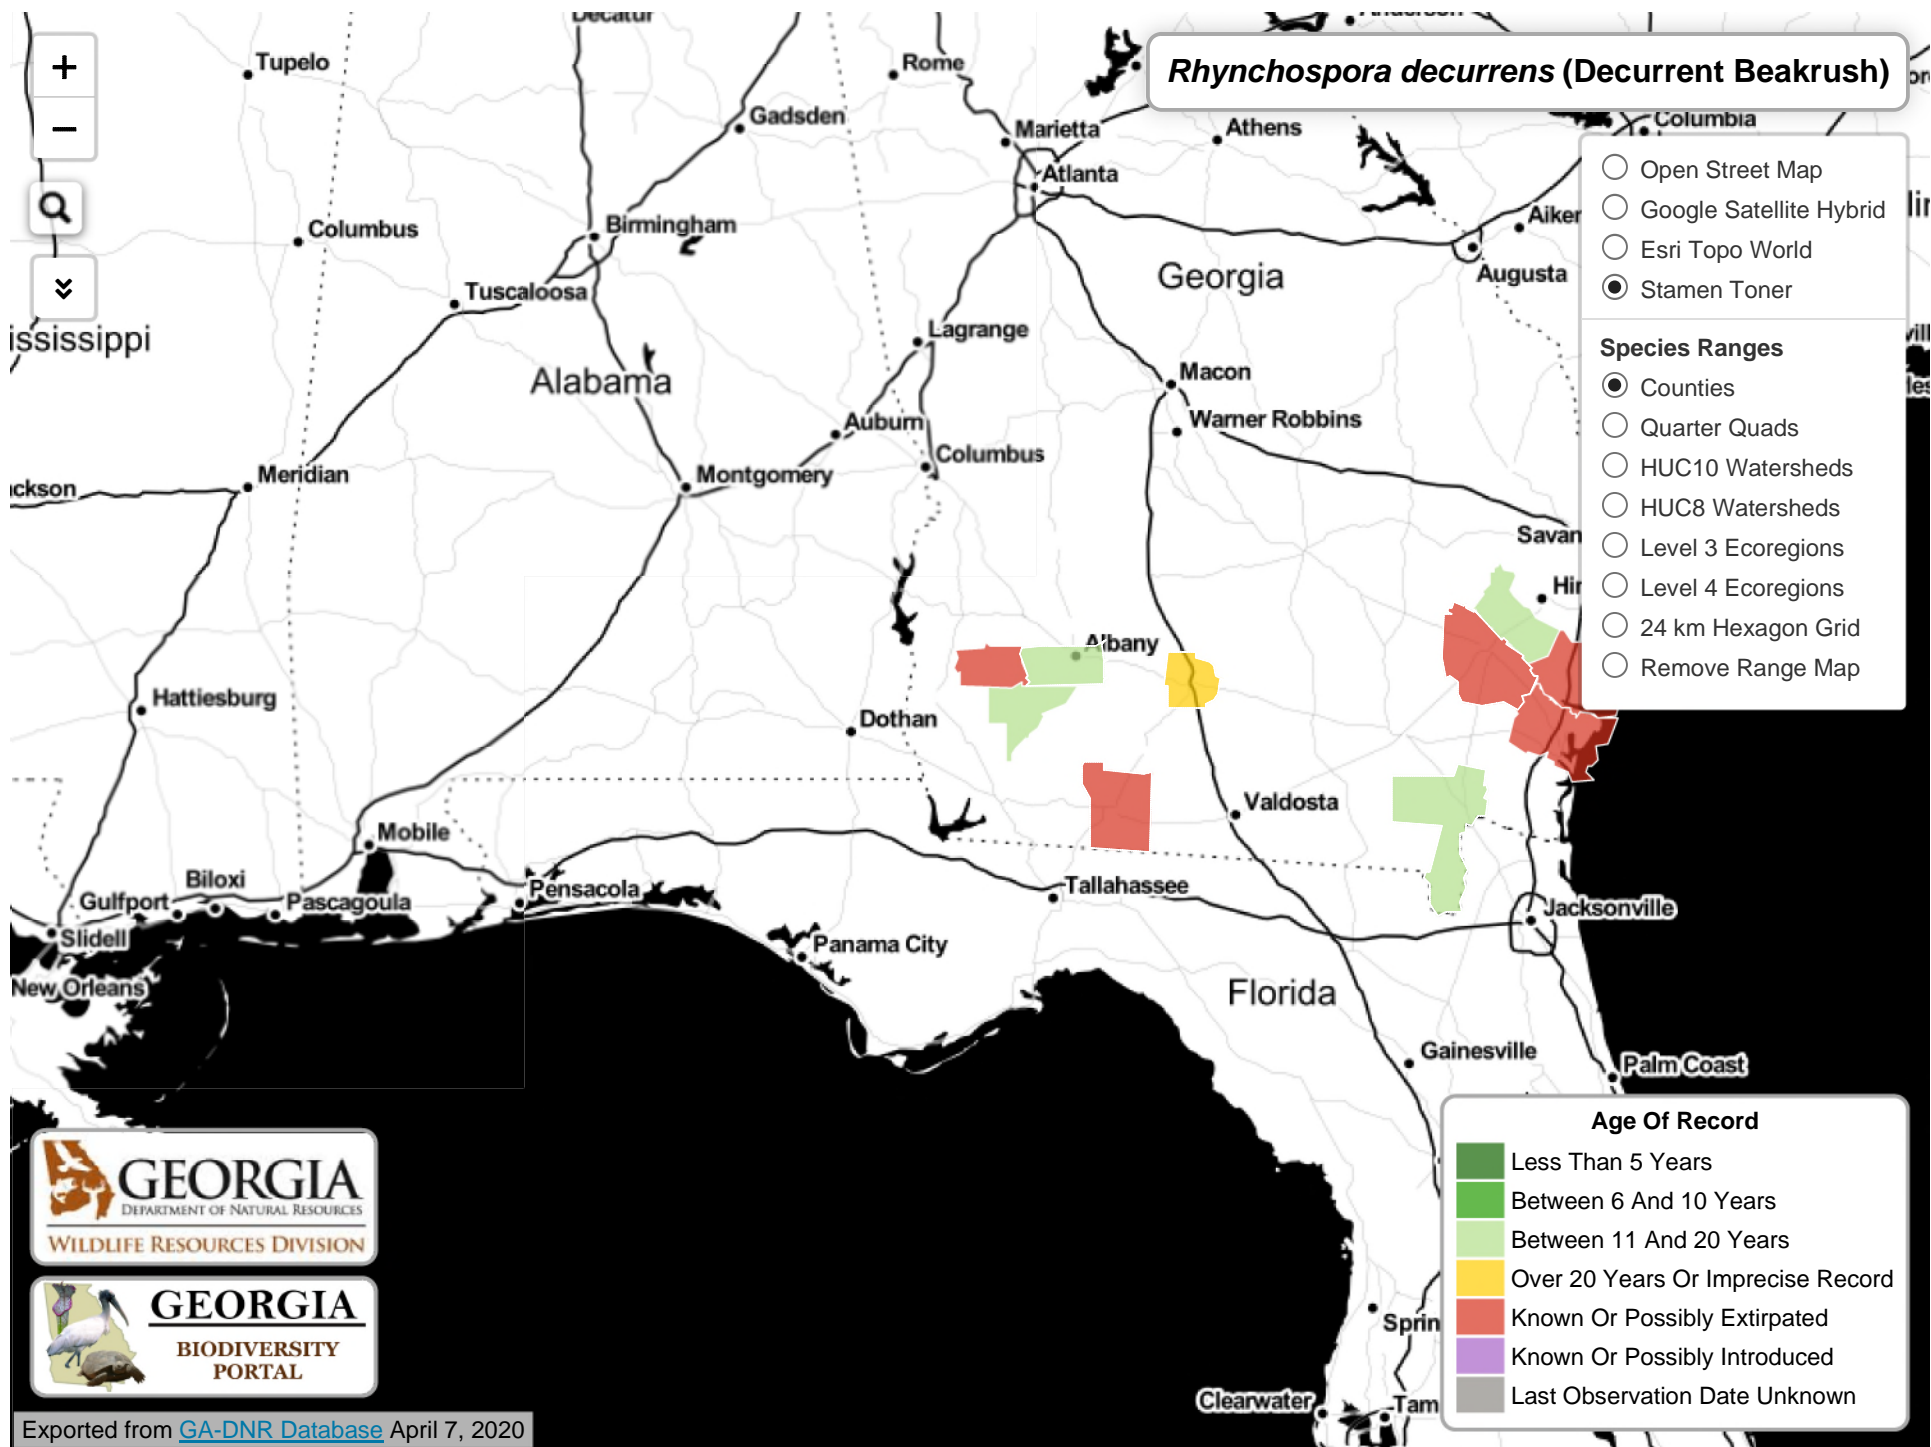 Decatur
Tupelo
Rome
Rhynchospora decurrens (Decurrent Beakrush)
Gadsden
Marietta
Athens
Columbia
Atlanta
Open Street Map
Google Satellite Hybrid
Esri Topo World
Stamen Toner
Columbus
Birmingham
Georgia
Augusta
Tuscaloosa
ississippi
Lagrange
Species Ranges
Counties
Quarter Quads
HUC10 Watersheds
HUC8 Watersheds
Level 3 Ecoregions
Level 4 Ecoregions
24 km Hexagon Grid
Remove Range Map
Alabama
Macon
Auburn
Warner Robbins
Columbus
Meridian
Montgomery
ackson
Savan
Hir
Albany
Hattiesburg
Dothan
Valdosta
Mobile
Biloxi
Gulfport
Pascagoula
Pensacola
Tallahassee
Jacksonville
Slidell
Panama City
New Orleans
Florida
Gainesville
Palm Coast
Age Of Record
Less Than 5 Years
Between 6 And 10 Years
Between 11 And 20 Years
Over 20 Years Or Imprecise Record
Known Or Possibly Extirpated
Known Or Possibly Introduced
Last Observation Date Unknown
GEORGIA
DEPARTMENT OF NATURAL RESOURCES
WILDLIFE RESOURCES DIVISION
GEORGIA
BIODIVERSITY
PORTAL
Sprin
Clearwater
Tam
Exported from GA-DNR Database April 7, 2020